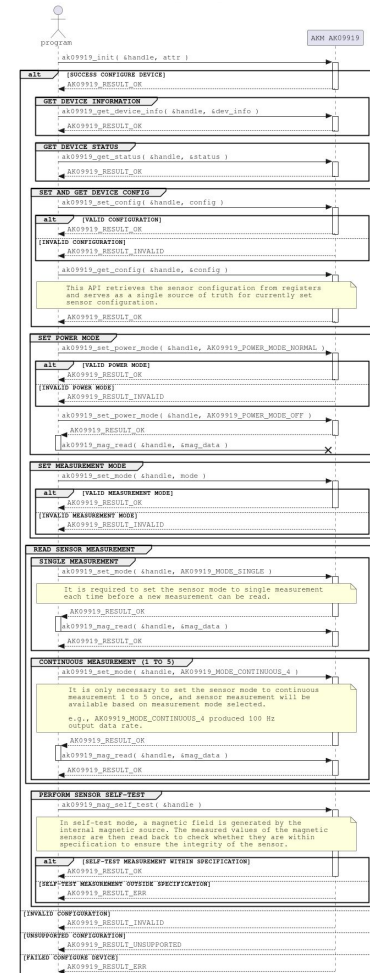 program
AKM AK09919
ak09919_init( &handle, attr )
alt [SUCCESS CONFIGURE DEVICE]
AK09919_RESULT_OK
GET DEVICE INFORMATION
ak09919_get_device_info( &handle, &dev_info )
AK09919_RESULT_OK
GET DEVICE STATUS
ak09919_get_status( &handle, &status )
AK09919_RESULT_OK
SET AND GET DEVICE CONFIG
ak09919_set_config( &handle, config )
alt [VALID CONFIGURATION]
AK09919_RESULT_OK
[INVALID CONFIGURATION]
AK09919_RESULT_INVALID
ak09919_get_config( &handle, &config )
This API retrieves the sensor configuration from registers
and serves as a single source of truth for currently set
sensor configuration.
AK09919_RESULT_OK
SET POWER MODE
ak09919_set_power_mode( &handle, AK09919_POWER_MODE_NORMAL )
alt [VALID POWER MODE]
AK09919_RESULT_OK
[INVALID POWER MODE]
AK09919_RESULT_INVALID
ak09919_set_power_mode( &handle, AK09919_POWER_MODE_OFF )
AK09919_RESULT_OK
ak09919_mag_read( &handle, &mag_data )
SET MEASUREMENT MODE
ak09919_set_mode( &handle, mode )
alt [VALID MEASUREMENT MODE]
AK09919_RESULT_OK
[INVALID MEASUREMENT MODE]
AK09919_RESULT_INVALID
READ SENSOR MEASUREMENT
SINGLE MEASUREMENT
ak09919_set_mode( &handle, AK09919_MODE_SINGLE )
It is required to set the sensor mode to single measurement
each time before a new measurement can be read.
AK09919_RESULT_OK
ak09919_mag_read( &handle, &mag_data )
AK09919_RESULT_OK
CONTINUOUS MEASUREMENT (1 TO 5)
ak09919_set_mode( &handle, AK09919_MODE_CONTINUOUS_4 )
It is only necessary to set the sensor mode to continuous
measurement 1 to 5 once, and sensor measurement will be
available based on measurement mode selected.
e.g., AK09919_MODE_CONTINUOUS_4 produced 100 Hz
output data rate.
AK09919_RESULT_OK
ak09919_mag_read( &handle, &mag_data )
AK09919_RESULT_OK
PERFORM SENSOR SELF-TEST
ak09919_mag_self_test( &handle )
In self-test mode, a magnetic field is generated by the
internal magnetic source. The measured values of the magnetic
sensor are then read back to check whether they are within
specification to ensure the integrity of the sensor.
alt [SELF-TEST MEASUREMENT WITHIN SPECIFICATION]
AK09919_RESULT_OK
[SELF-TEST MEASUREMENT OUTSIDE SPECIFICATION]
AK09919_RESULT_ERR
[INVALID CONFIGURATION]
AK09919_RESULT_INVALID
[UNSUPPORTED CONFIGURATION]
AK09919_RESULT_UNSUPPORTED
[FAILED CONFIGURE DEVICE]
AK09919_RESULT_ERR